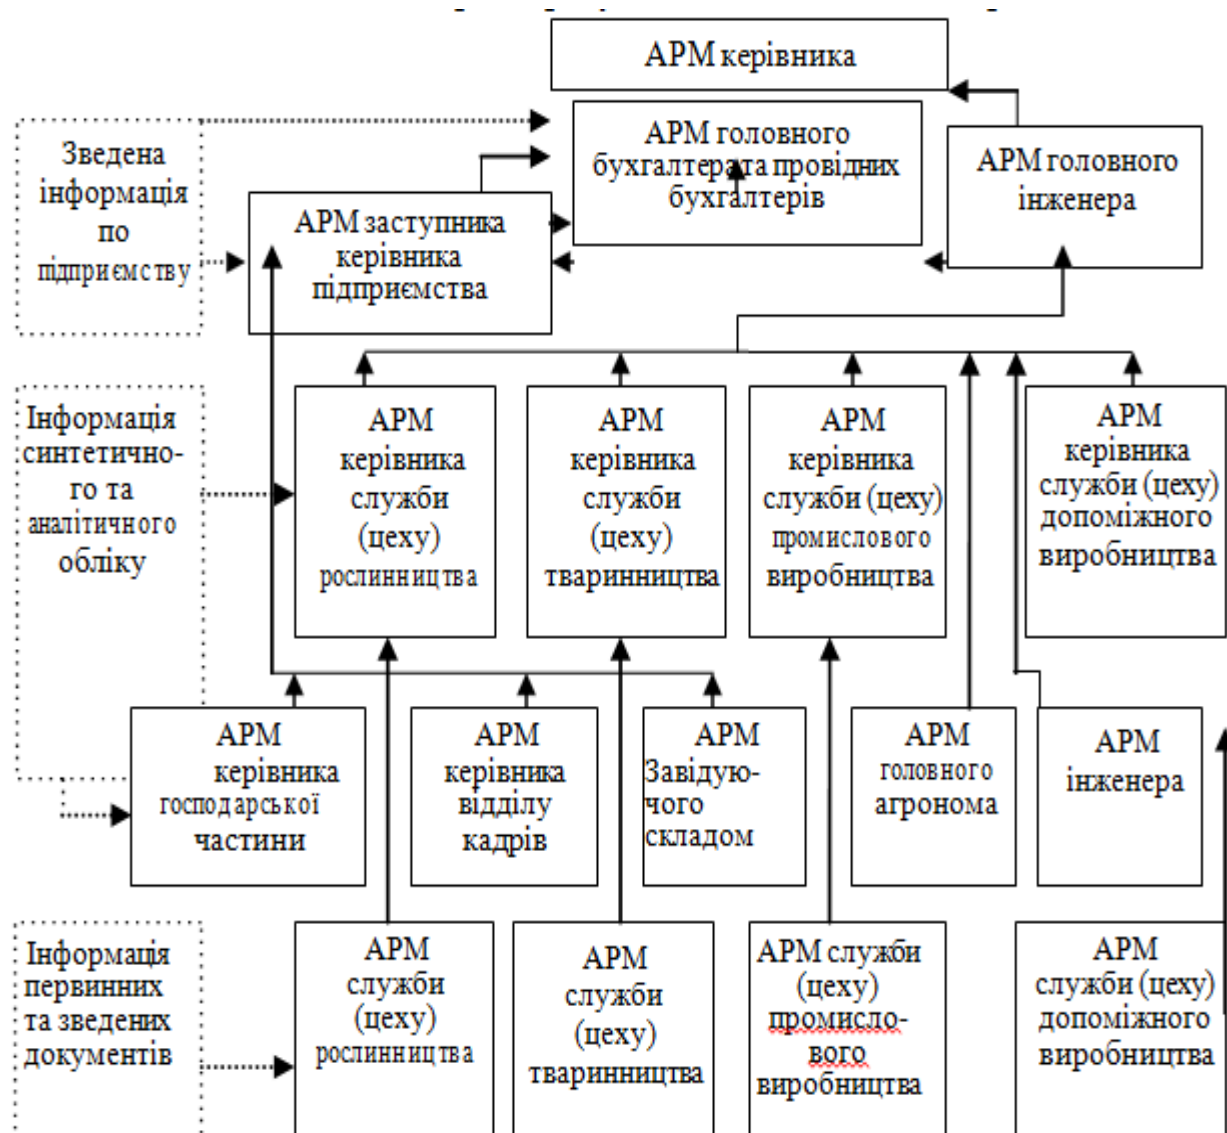 АРМ керівника
АРМ головного
бухгалтерата провідних
бухгалтерів
АРМ головного
інженера
Зведена
інформація
по
підприємству
АРМ заступника
керівника
підприємства
Інформація
синтетично-
го та
аналітичного
обліку
АРМ
керівника
служби
(цеху)
рослинництва
АРМ
керівника
служби
(цеху)
тваринництва
АРМ
керівника
служби (цеху)
промислового
виробництва
АРМ
керівника
служби (цеху)
допоміжного
виробництва
АРМ
керівника
господарської
частини
АРМ
керівника
відділу
кадрів
АРМ
Завідую-
чого
складом
АРМ
головного
агронома
АРМ
інженера
Інформація
первинних
та зведених
документів
АРМ
служби
(цеху)
рослинництва
АРМ
служби
(цеху)
тваринництва
АРМ служби
(цеху)
промисло-
вого
виробництва
АРМ
служби (цеху)
допоміжного
виробництва